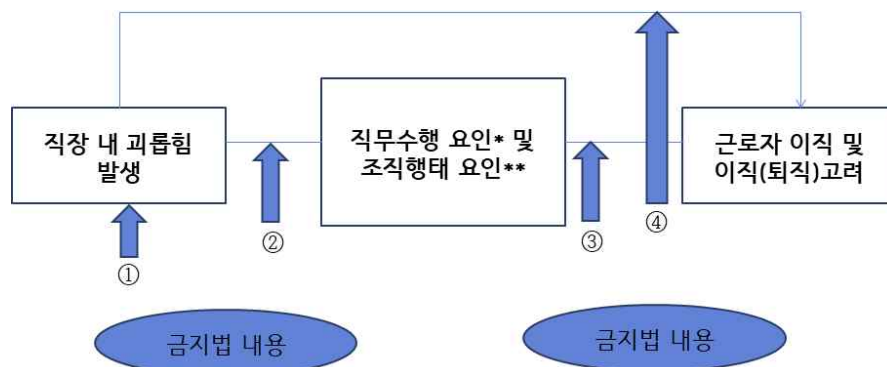 직장 내 괴롭힘
발생
직무수행 요인* 및
조직행태 요인**
근로자 이직 및
이직(퇴직)고려
①
②
③
④
금지법 내용
금지법 내용